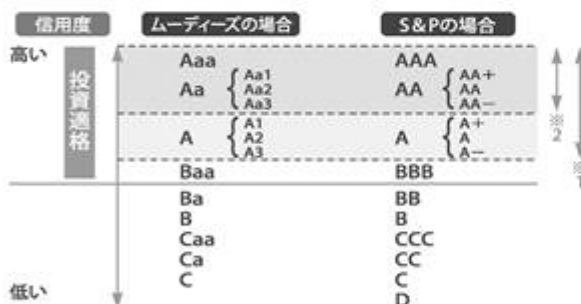 信用度 ムーディーズの場合 S&Pの場合
高い
投資適格
Aaa AAA
Aa { Aa1 Aa2 Aa3 AA { AA+ AA AA−
A { A1 A2 A3 A { A+ A A−
※2
※1
Baa BBB
Ba BB
B B
Caa CCC
Ca CC
C C
低い D